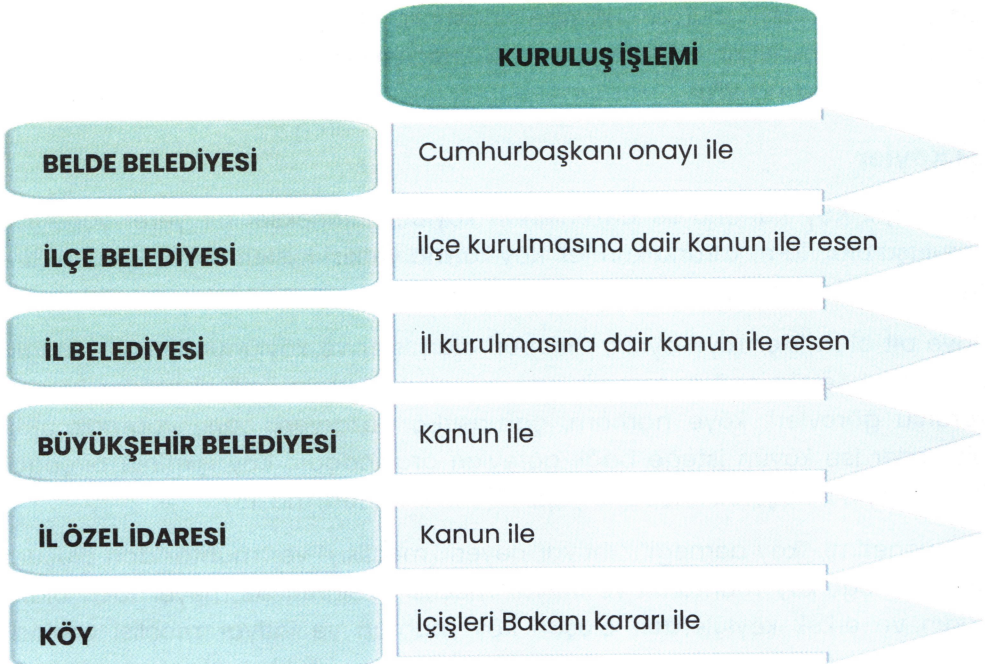 KURULUŞ İŞLEMİ
BELDE BELEDİYESİ
Cumhurbaşkanı onayı ile
İLÇE BELEDİYESİ
İlçe kurulmasına dair kanun ile resen
İL BELEDİYESİ
İl kurulmasına dair kanun ile resen
BÜYÜKŞEHİR BELEDİYESİ
Kanun ile
İL ÖZEL İDARESİ
Kanun ile
KÖY
İçişleri Bakanı kararı ile